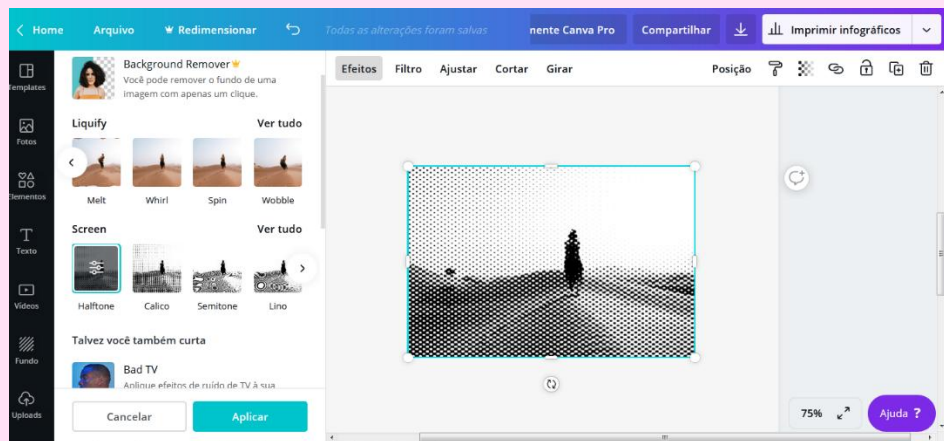 Home Arquivo Redimensionar Todas as alterações foram salvas nente Canva Pro Compartilhar Imprimir infográficos
Templates
Fotos
Elementos
Texto
Vídeos
Fundo
Uploads
Background Remover
Você pode remover o fundo de uma
imagem com apenas um clique.
Liquify Ver tudo
Melt Whirl Spin Wobble
Screen Ver tudo
Halftone Calico Semitone Lino
Talvez você também curta
Bad TV
Aplique efeitos de ruído de TV à sua
Cancelar Aplicar
Efeitos Filtro Ajustar Cortar Girar Posição
75% Ajuda ?